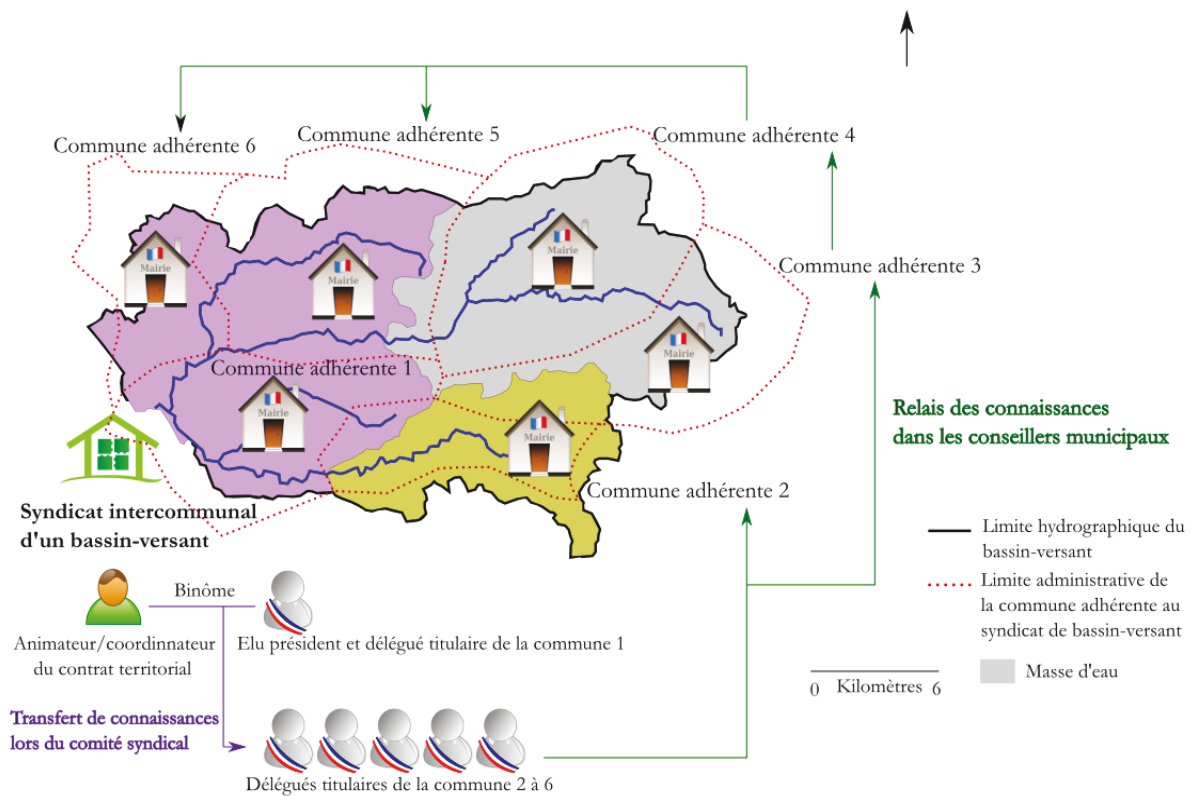 Commune adhérente 6
Commune adhérente 5
Commune adhérente 4
Commune adhérente 3
Mairie
Mairie
Mairie
Mairie
Commune adhérente 1
Mairie
Mairie
Commune adhérente 2
Relais des connaissances
dans les conseillers municipaux
Syndicat intercommunal
d'un bassin-versant
Binôme
Animateur/coordinnateur
du contrat territorial
Elu président et délégué titulaire de la commune 1
Transfert de connaissances
lors du comité syndical
Délégués titulaires de la commune 2 à 6
Limite hydrographique du
bassin-versant
Limite administrative de
la commune adhérente au
syndicat de bassin-versant
Masse d'eau
0 Kilomètres 6